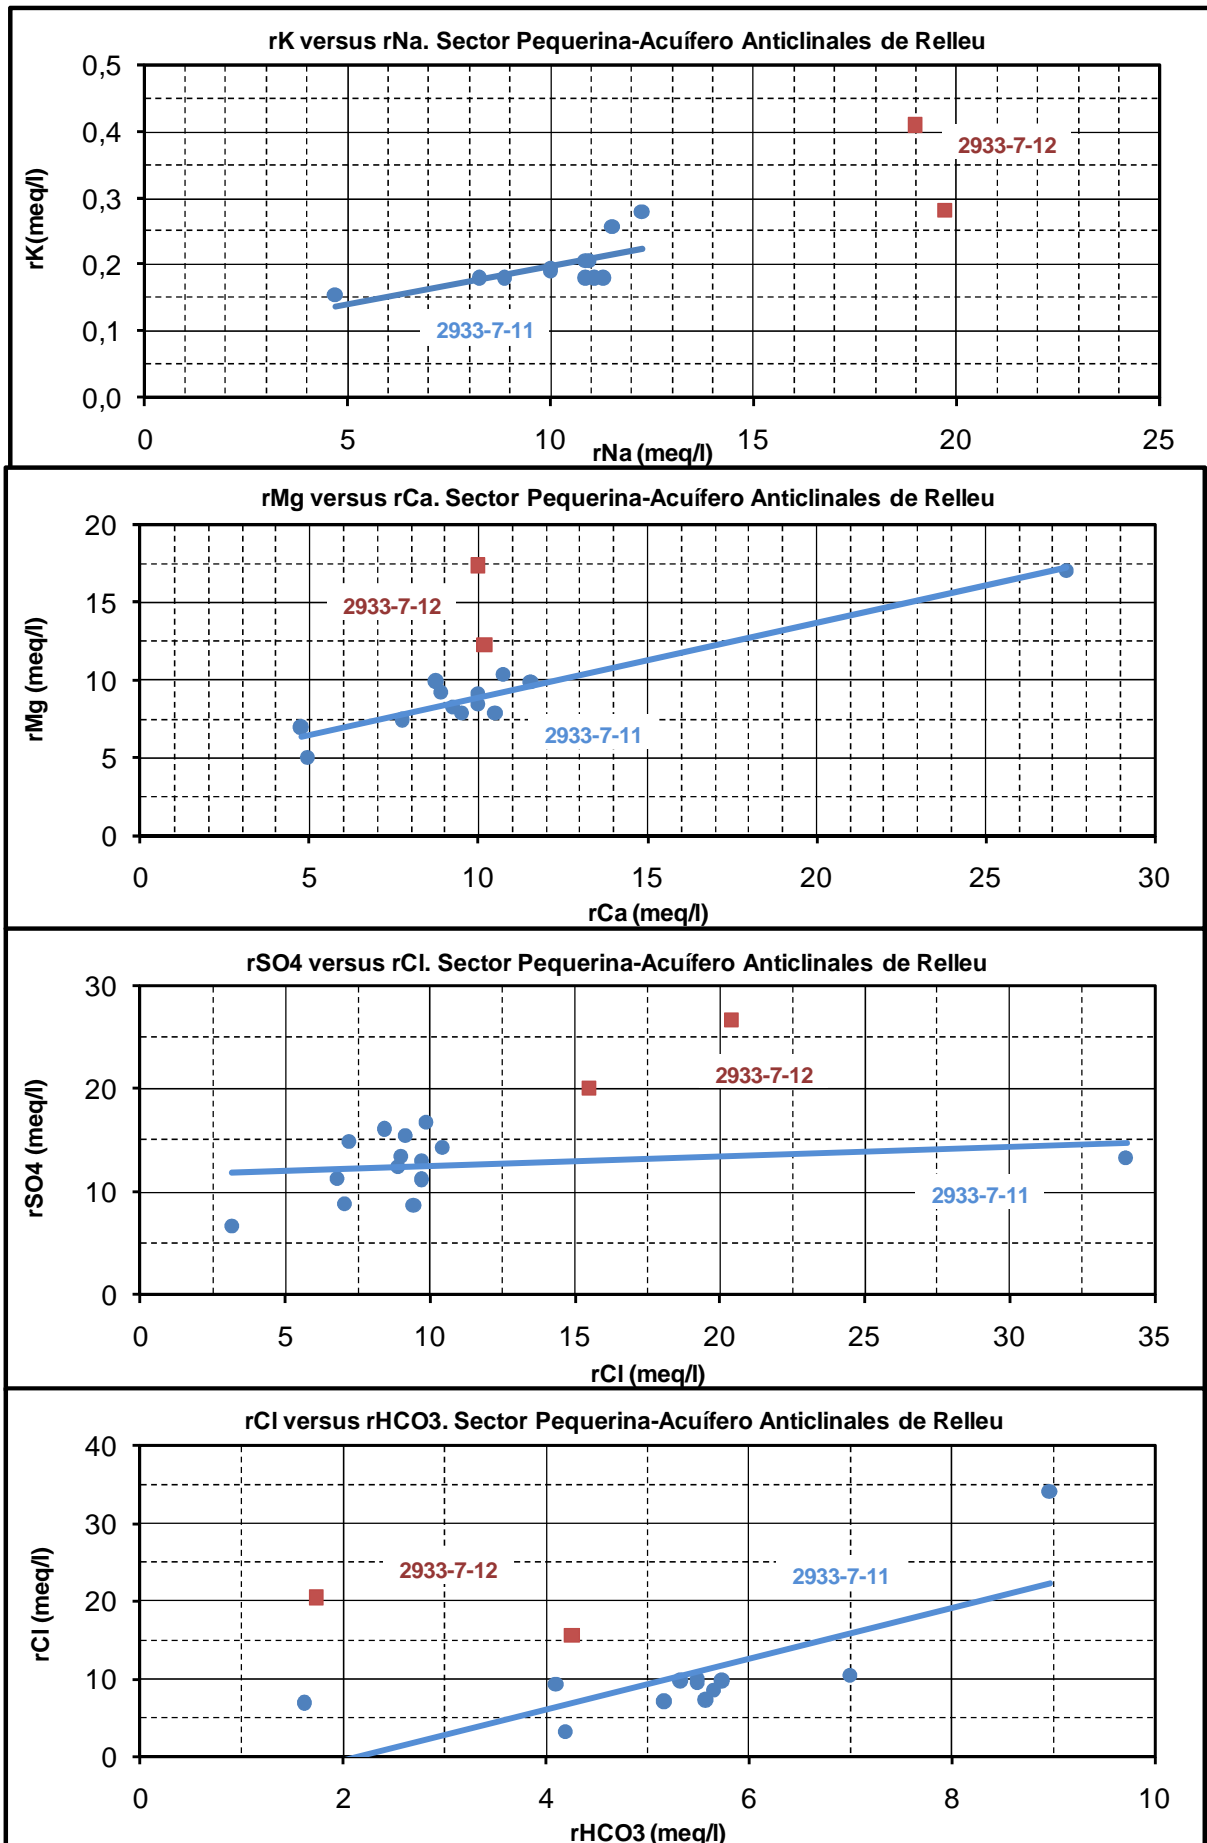 rK versus rNa. Sector Pequerina-Acuífero Anticlinales de Relleu
0,5
0,4
0,3
0,2
0,1
0,0
rK(meq/l)
2933-7-12
2933-7-11
0 5 10 15 20 25
rNa (meq/l)
rMg versus rCa. Sector Pequerina-Acuífero Anticlinales de Relleu
20
15
10
5
0
rMg (meq/l)
2933-7-12
2933-7-11
0 5 10 15 20 25 30
rCa (meq/l)
rSO4 versus rCl. Sector Pequerina-Acuífero Anticlinales de Relleu
30
20
10
0
rSO4 (meq/l)
2933-7-12
2933-7-11
0 5 10 15 20 25 30 35
rCl (meq/l)
rCl versus rHCO3. Sector Pequerina-Acuífero Anticlinales de Relleu
40
30
20
10
0
rCl (meq/l)
2933-7-12
2933-7-11
0 2 4 6 8 10
rHCO3 (meq/l)